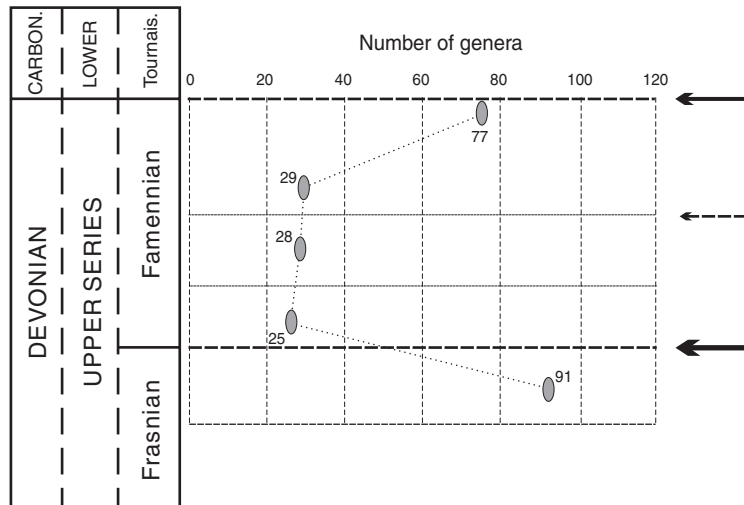 CARBON.
LOWER
Tournais.
Number of genera
0 20 40 60 80 100 120
DEVONIAN
UPPER SERIES
Famennian
Frasnian
77
29
28
25
91